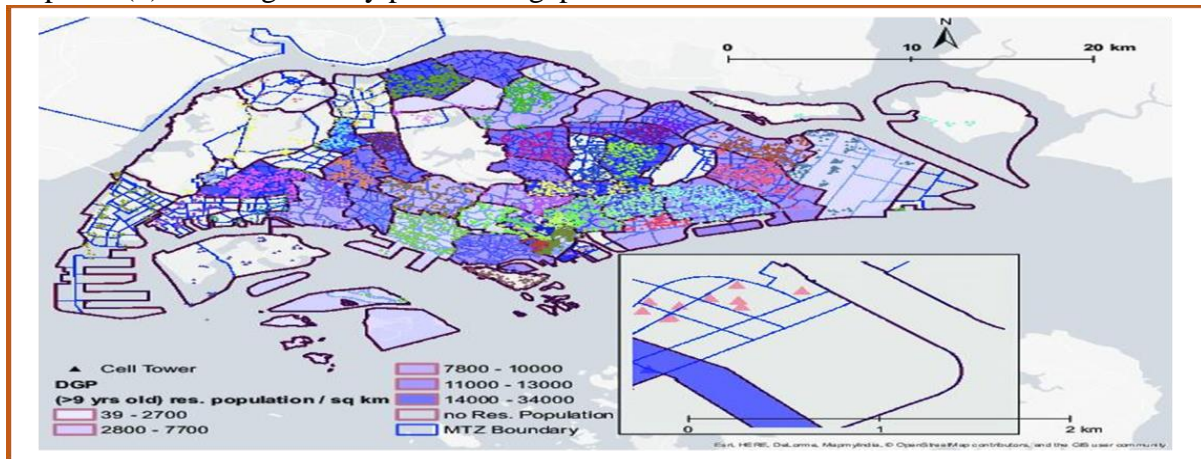 N
0 10 20 km
▲ Cell Tower
DGP
(>9 yrs old) res. population / sq km
39 - 2700
2800 - 7700
7800 - 10000
11000 - 13000
14000 - 34000
no Res. Population
MTZ Boundary
0 1 2 km
Esri, HERE, DeLorme, MapmyIndia, © OpenStreetMap contributors, and the GIS user community